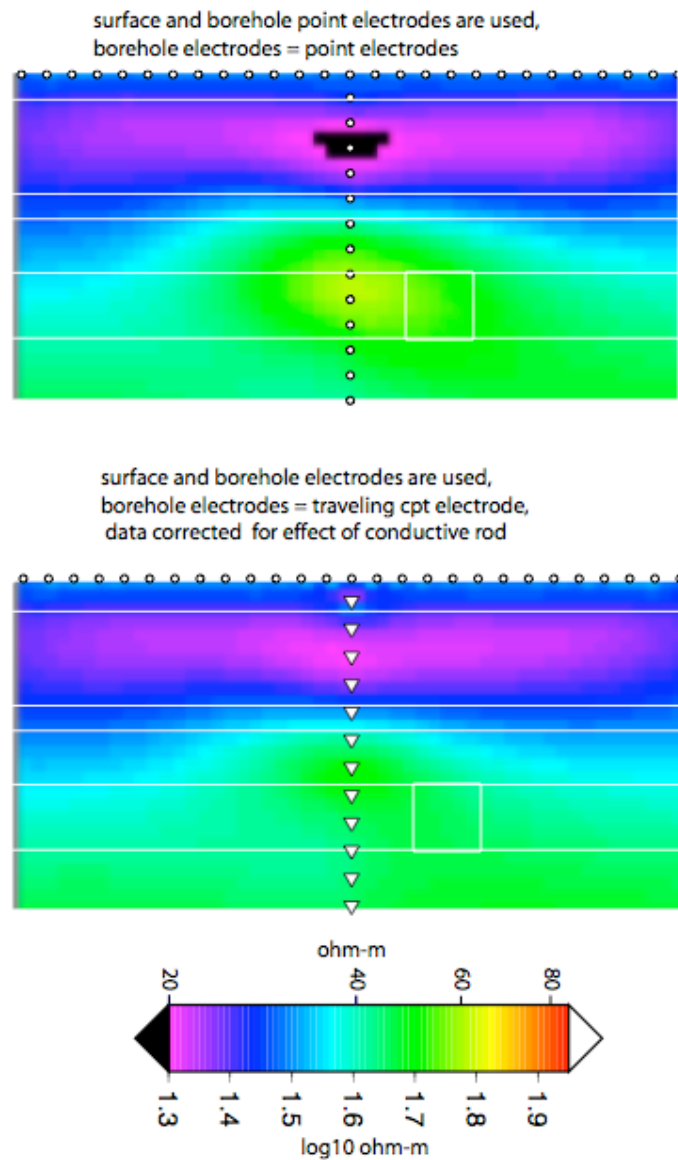 surface and borehole point electrodes are used,
borehole electrodes = point electrodes
surface and borehole electrodes are used,
borehole electrodes = traveling cpt electrode,
data corrected for effect of conductive rod
ohm-m
20 40 60 80
1.3 1.4 1.5 1.6 1.7 1.8 1.9
log10 ohm-m